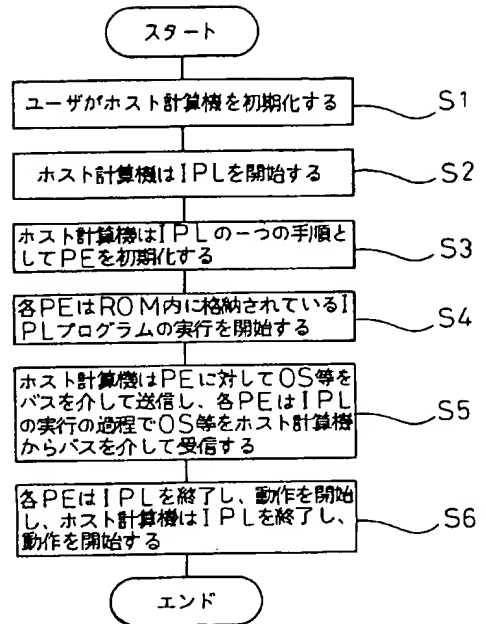 スタート
ユーザがホスト計算機を初期化する
S1
ホスト計算機はIPLを開始する
S2
ホスト計算機はIPLの一つの手順と
してPEを初期化する
S3
各PEはROM内に格納されているI
PLプログラムの実行を開始する
S4
ホスト計算機はPEに対してOS等を
バスを介して送信し、各PEはIPL
の実行の過程でOS等をホスト計算機
からバスを介して受信する
S5
各PEはIPLを終了し、動作を開始
し、ホスト計算機はIPLを終了し、
動作を開始する
S6
エンド